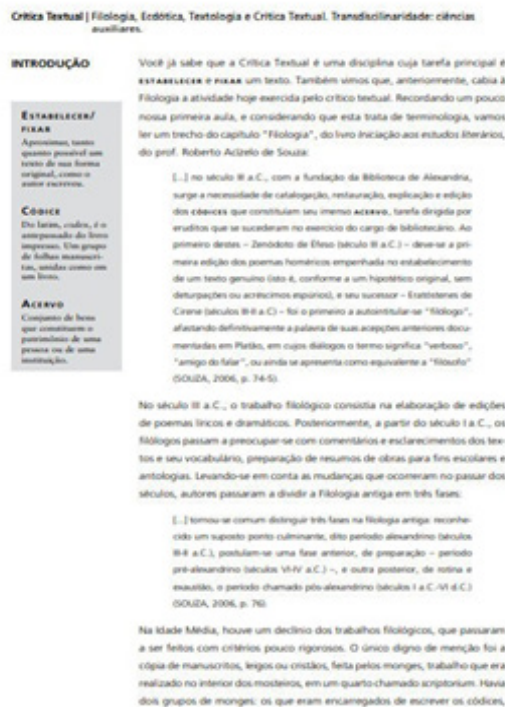 Crítica Textual | Filologia, Ecdótica, Textologia e Crítica Textual. Transdisciplinaridade: ciências
auxiliares.
INTRODUÇÃO
Você já sabe que a Crítica Textual é uma disciplina cuja tarefa principal é
ESTABELECER e FIXAR um texto. Também vimos que, anteriormente, cabia à
Filologia a atividade hoje exercida pelo crítico textual. Recordando um pouco
nossa primeira aula, e considerando que esta trata de terminologia, vamos
ler um trecho do capítulo "Filologia", do livro Iniciação aos estudos literários,
do prof. Roberto Acízelo de Souza:
ESTABELECER/
FIXAR
Aproximar, tanto
quanto possível um
texto de sua forma
original, como o
autor escreveu.
CÓDICE
Do latim, codex, é o
antepassado do livro
impresso. Um grupo
de folhas manuscri-
tas, unidas como em
um livro.
ACERVO
Conjunto de bens
que constituem o
patrimônio de uma
pessoa ou de uma
instituição.
[...] no século III a.C., com a fundação da Biblioteca de Alexandria,
surge a necessidade de catalogação, restauração, explicação e edição
dos CÓDICES que constituíam seu imenso ACERVO, tarefa dirigida por
eruditos que se sucederam no exercício do cargo de bibliotecário. Ao
primeiro destes – Zenódoto de Éfeso (século III a.C.) – deve-se a pri-
meira edição dos poemas homéricos empenhada no estabelecimento
de um texto genuíno (isto é, conforme a um hipotético original, sem
deturpações ou acréscimos espúrios), e seu sucessor – Eratóstenes de
Cirene (séculos III-II a.C) – foi o primeiro a autointitular-se "filólogo",
afastando definitivamente a palavra de suas acepções anteriores docu-
mentadas em Platão, em cujos diálogos o termo significa "verboso",
"amigo do falar", ou ainda se apresenta como equivalente a "filósofo"
(SOUZA, 2006, p. 74-5).
No século III a.C., o trabalho filológico consistia na elaboração de edições
de poemas líricos e dramáticos. Posteriormente, a partir do século I a.C., os
filólogos passam a preocupar-se com comentários e esclarecimentos dos tex-
tos e seu vocabulário, preparação de resumos de obras para fins escolares e
antologias. Levando-se em conta as mudanças que ocorreram no passar dos
séculos, autores passaram a dividir a Filologia antiga em três fases:
[...] tornou-se comum distinguir três fases na filologia antiga: reconhe-
cido um suposto ponto culminante, dito período alexandrino (séculos
III-II a.C.), postulam-se uma fase anterior, de preparação – período
pré-alexandrino (séculos VI-IV a.C.) –, e outra posterior, de rotina e
exaustão, o período chamado pós-alexandrino (séculos I a.C.-VI d.C.)
(SOUZA, 2006, p. 76).
Na Idade Média, houve um declínio dos trabalhos filológicos, que passaram
a ser feitos com critérios pouco rigorosos. O único digno de menção foi a
cópia de manuscritos, leigos ou cristãos, feita pelos monges, trabalho que era
realizado no interior dos mosteiros, em um quarto chamado scriptorium. Havia
dois grupos de monges: os que eram encarregados de escrever os códices,